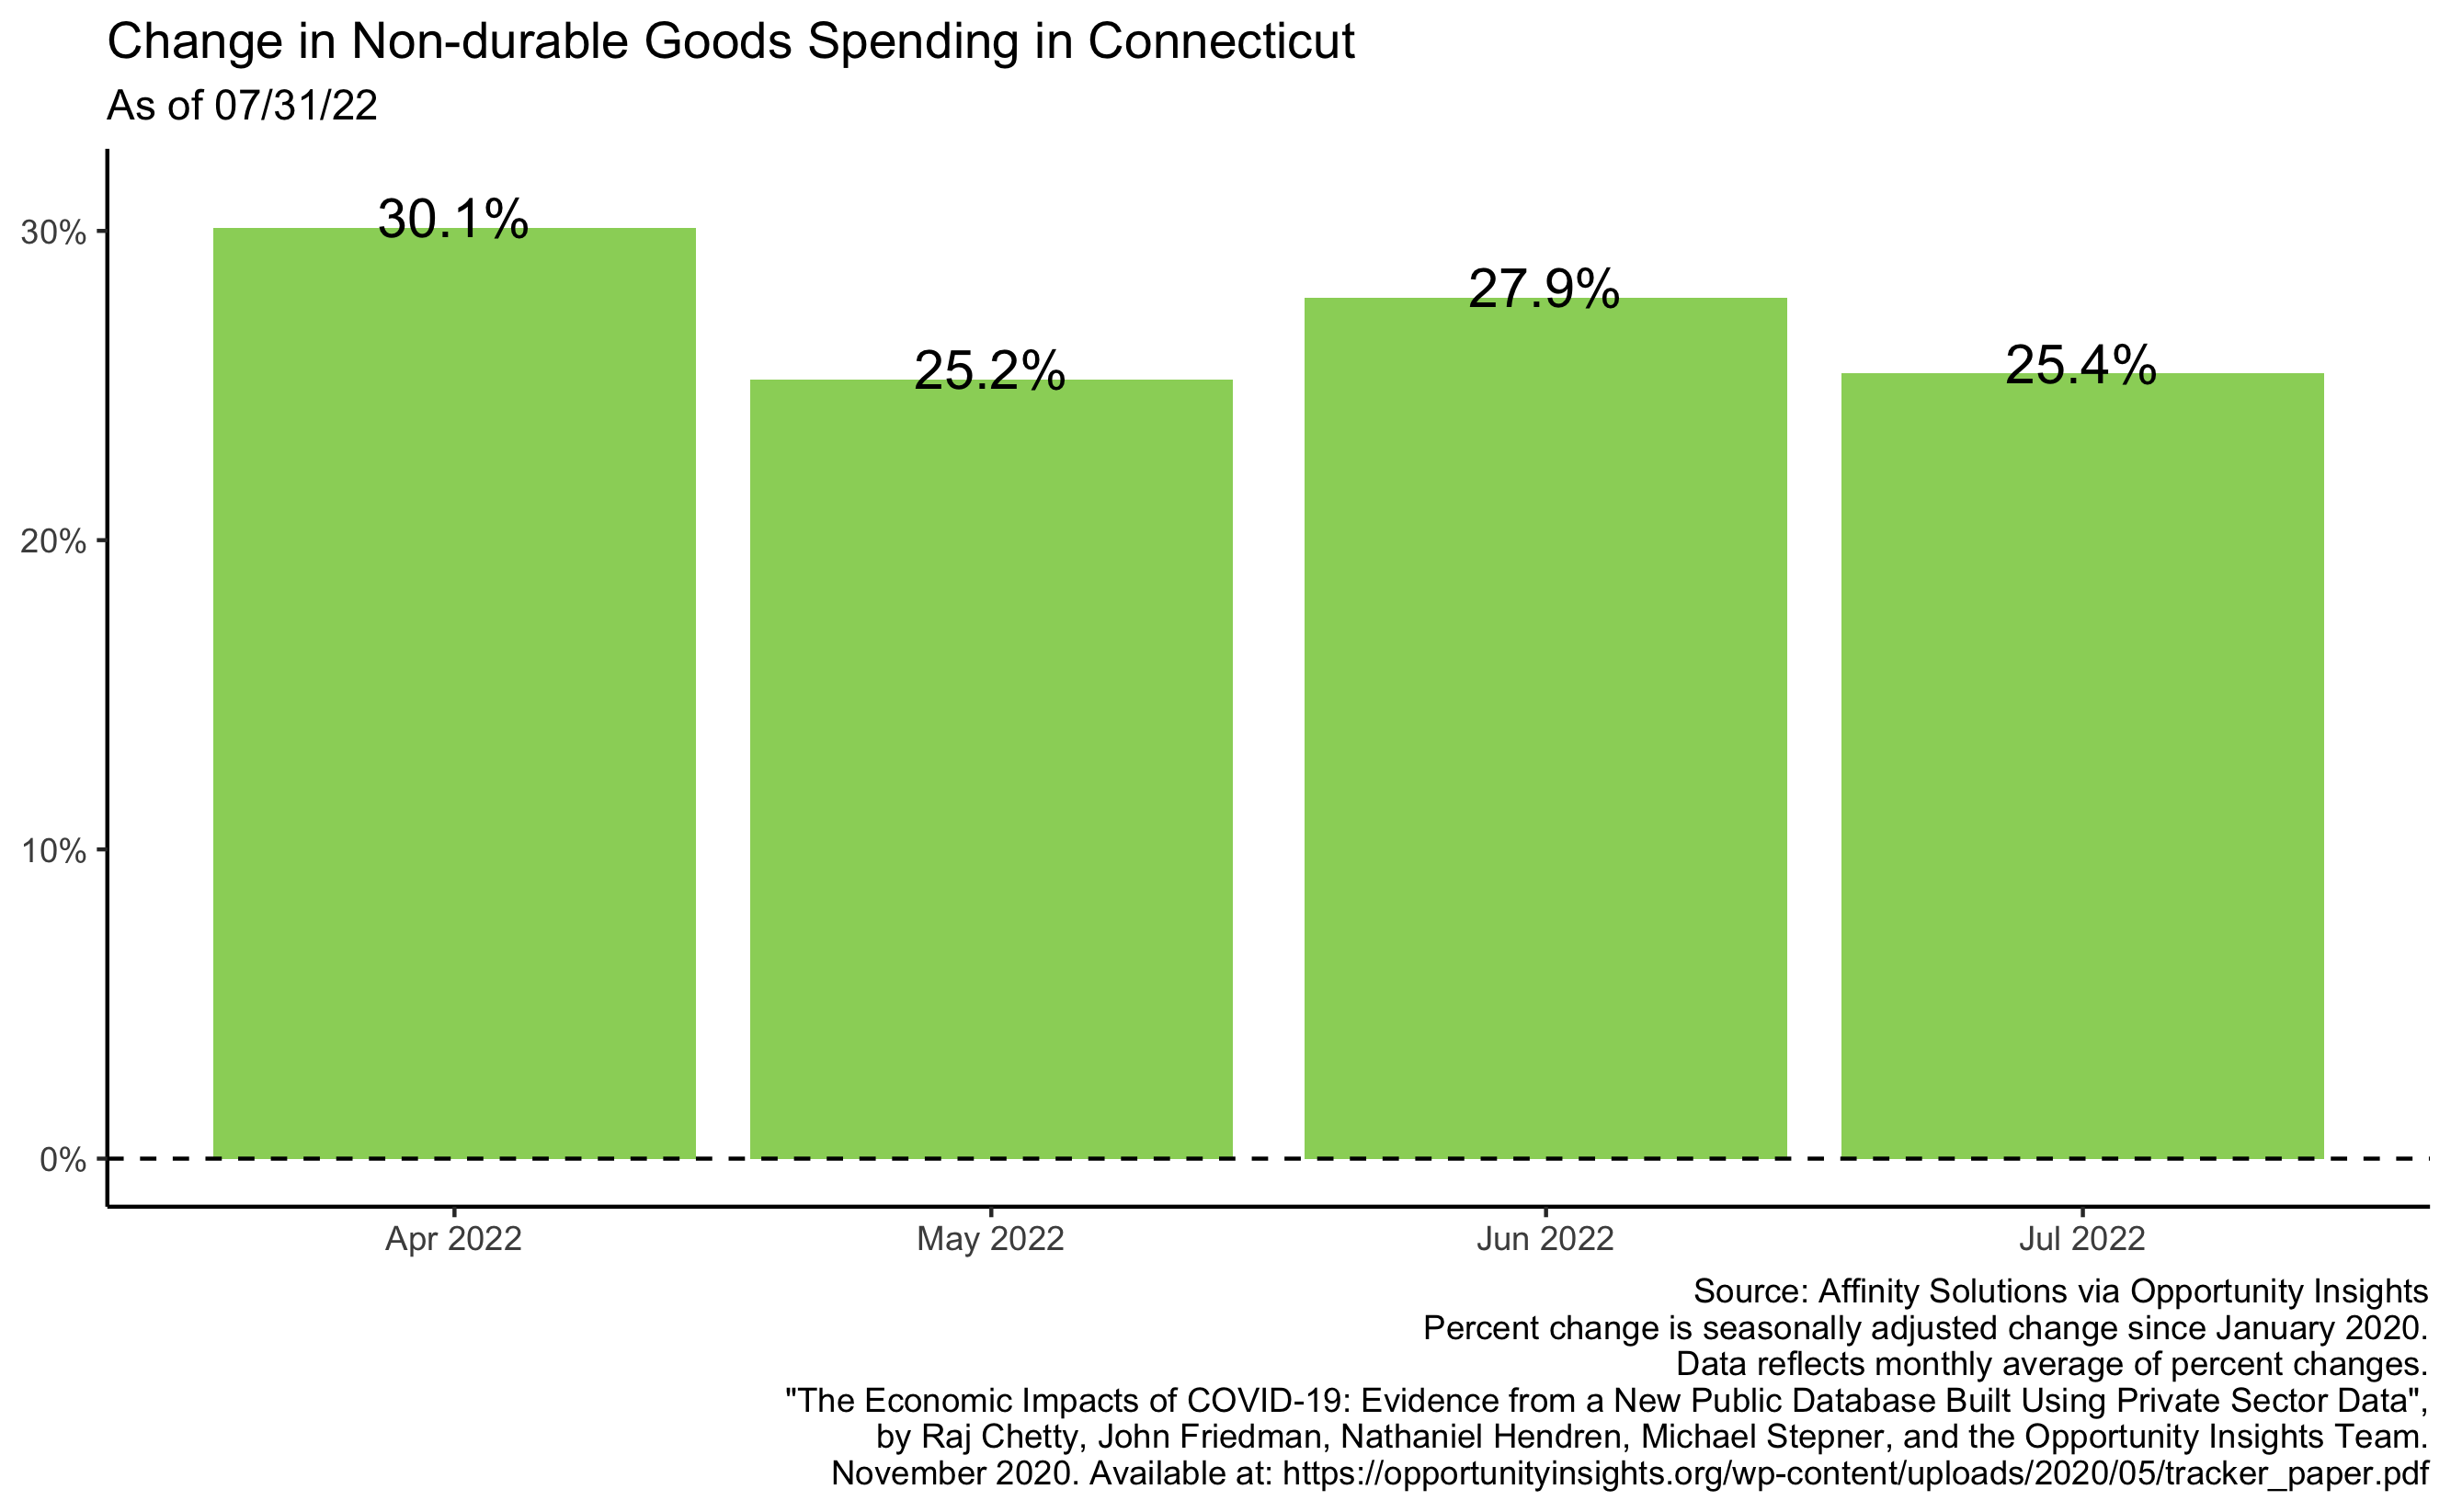 Change in Non-durable Goods Spending in Connecticut
As of 07/31/22
30%
20%
10%
0%
30.1%
25.2%
27.9%
25.4%
Apr 2022
May 2022
Jun 2022
Jul 2022
Source: Affinity Solutions via Opportunity Insights
Percent change is seasonally adjusted change since January 2020.
Data reflects monthly average of percent changes.
"The Economic Impacts of COVID-19: Evidence from a New Public Database Built Using Private Sector Data",
by Raj Chetty, John Friedman, Nathaniel Hendren, Michael Stepner, and the Opportunity Insights Team.
November 2020. Available at: https://opportunityinsights.org/wp-content/uploads/2020/05/tracker_paper.pdf